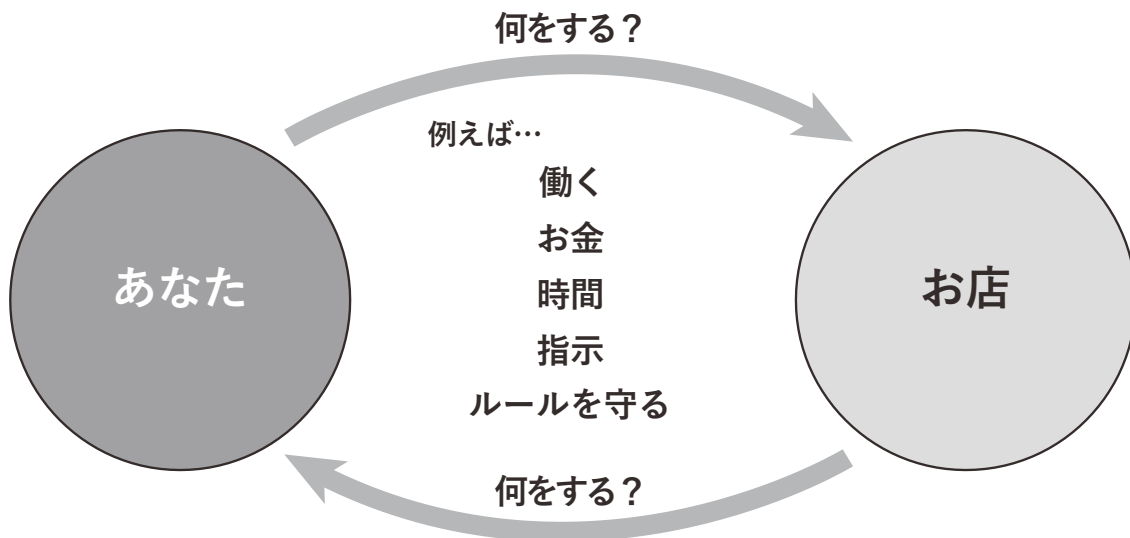 何をする？
例えば…
働く
お金
時間
指示
ルールを守る
あなた
お店
何をする？